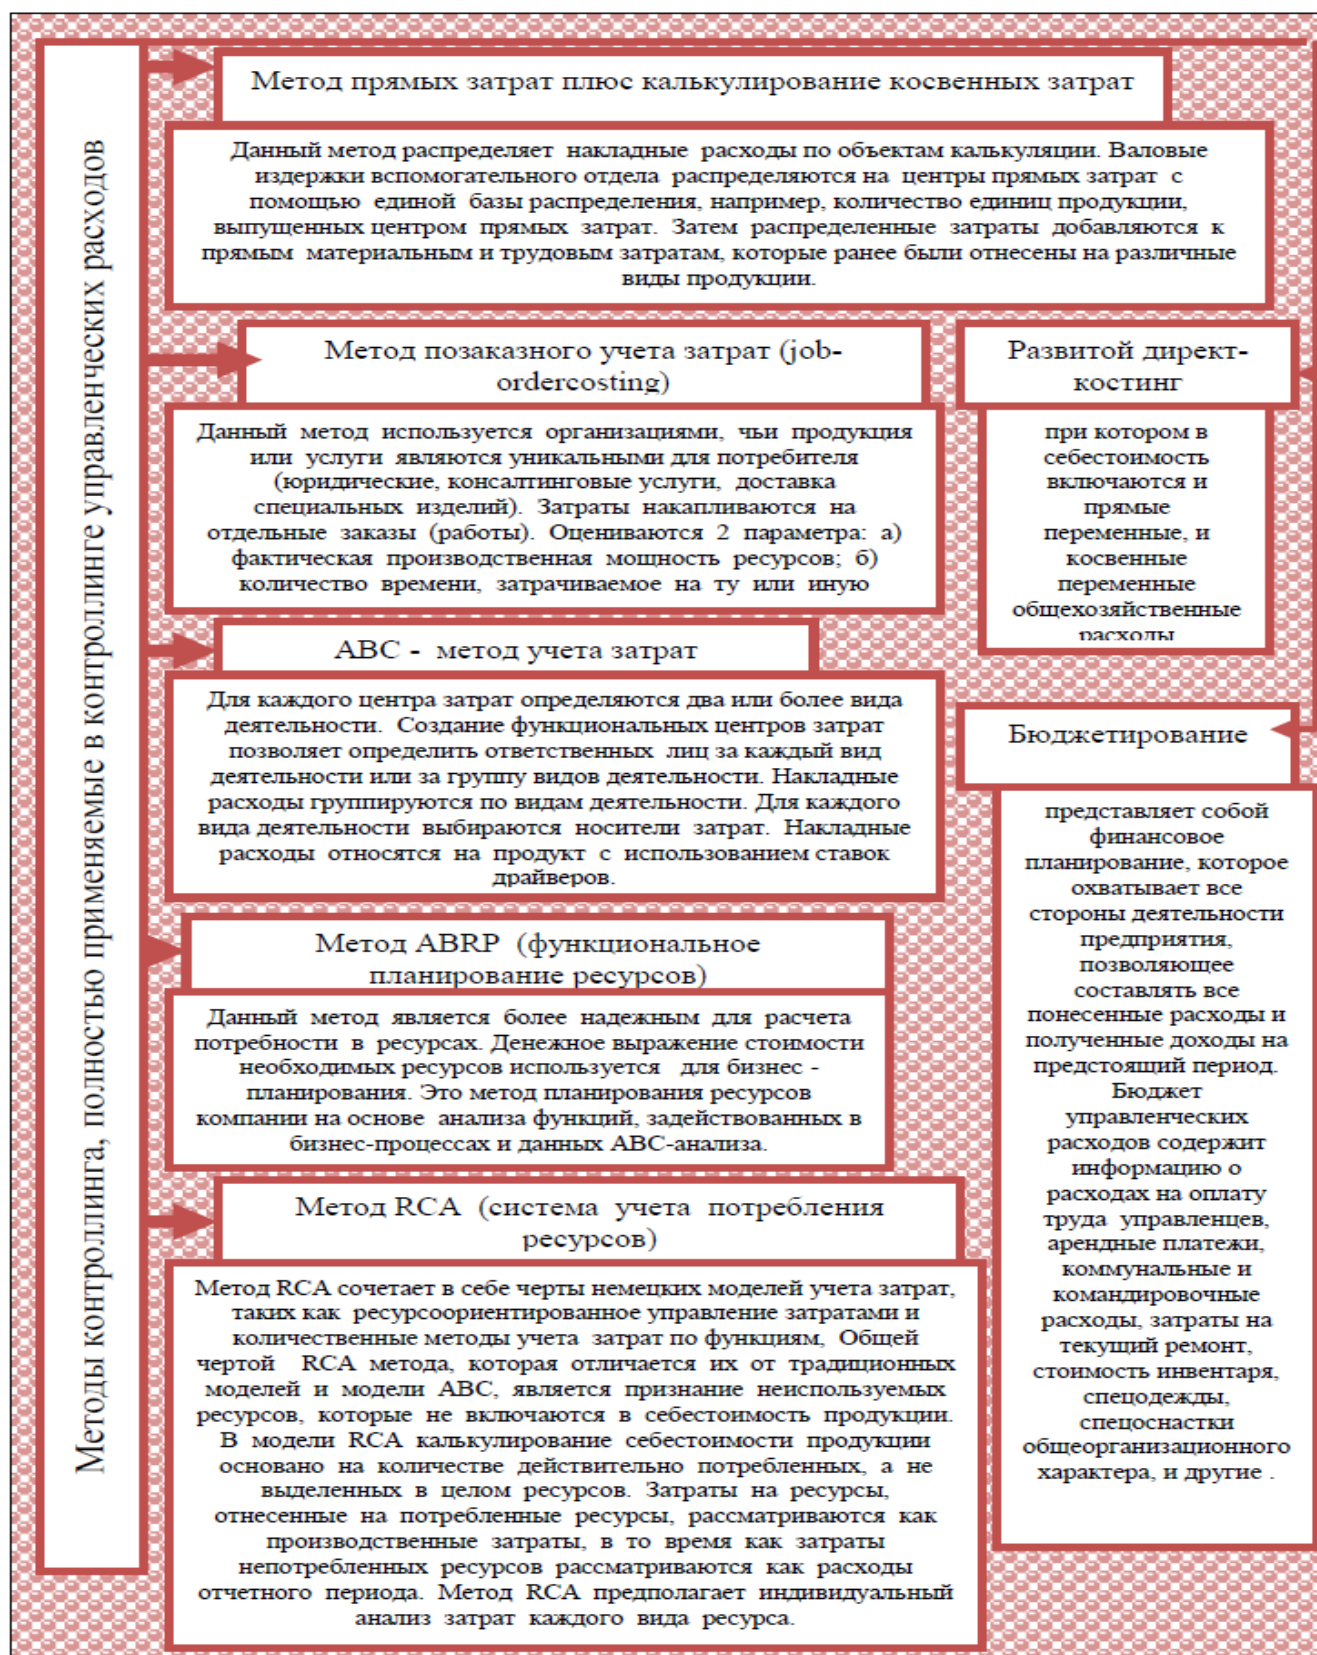 Методы контроллинга, полностью применяемые в контроллинге управленческих расходов
Метод прямых затрат плюс калькулирование косвенных затрат
Данный метод распределяет накладные расходы по объектам калькуляции. Валовые
издержки вспомогательного отдела распределяются на центры прямых затрат с
помощью единой базы распределения, например, количество единиц продукции,
выпущенных центром прямых затрат. Затем распределенные затраты добавляются к
прямым материальным и трудовым затратам, которые ранее были отнесены на различные
виды продукции.
Метод позаказного учета затрат (job-
ordercosting)
Данный метод используется организациями, чьи продукция
или услуги являются уникальными для потребителя
(юридические, консалтинговые услуги, доставка
специальных изделий). Затраты накапливаются на
отдельные заказы (работы). Оцениваются 2 параметра: а)
фактическая производственная мощность ресурсов; б)
количество времени, затрачиваемое на ту или иную
АВС - метод учета затрат
Для каждого центра затрат определяются два или более вида
деятельности. Создание функциональных центров затрат
позволяет определить ответственных лиц за каждый вид
деятельности или за группу видов деятельности. Накладные
расходы группируются по видам деятельности. Для каждого
вида деятельности выбираются носители затрат. Накладные
расходы относятся на продукт с использованием ставок
драйверов.
Метод ABRP (функциональное
планирование ресурсов)
Данный метод является более надежным для расчета
потребности в ресурсах. Денежное выражение стоимости
необходимых ресурсов используется для бизнес -
планирования. Это метод планирования ресурсов
компании на основе анализа функций, задействованных в
бизнес-процессах и данных АВС-анализа.
Метод RCA (система учета потребления
ресурсов)
Метод RCA сочетает в себе черты немецких моделей учета затрат,
таких как ресурсоориентированное управление затратами и
количественные методы учета затрат по функциям, Общей
чертой RCA метода, которая отличается их от традиционных
моделей и модели АВС, является признание неиспользуемых
ресурсов, которые не включаются в себестоимость продукции.
В модели RCA калькулирование себестоимости продукции
основано на количестве действительно потребленных, а не
выделенных в целом ресурсов. Затраты на ресурсы,
отнесенные на потребленные ресурсы, рассматриваются как
производственные затраты, в то время как затраты
непотребленных ресурсов рассматриваются как расходы
отчетного периода. Метод RCA предполагает индивидуальный
анализ затрат каждого вида ресурса.
Развитой директ-
костинг
при котором в
себестоимость
включаются и
прямые
переменные, и
косвенные
переменные
общехозяйственные
расходы
Бюджетирование
представляет собой
финансовое
планирование, которое
охватывает все
стороны деятельности
предприятия,
позволяющее
составлять все
понесенные расходы и
полученные доходы на
предстоящий период.
Бюджет
управленческих
расходов содержит
информацию о
расходах на оплату
труда управленцев,
арендные платежи,
коммунальные и
командировочные
расходы, затраты на
текущий ремонт,
стоимость инвентаря,
спецодежды,
спецоснастки
общеорганизационного
характера, и другие .